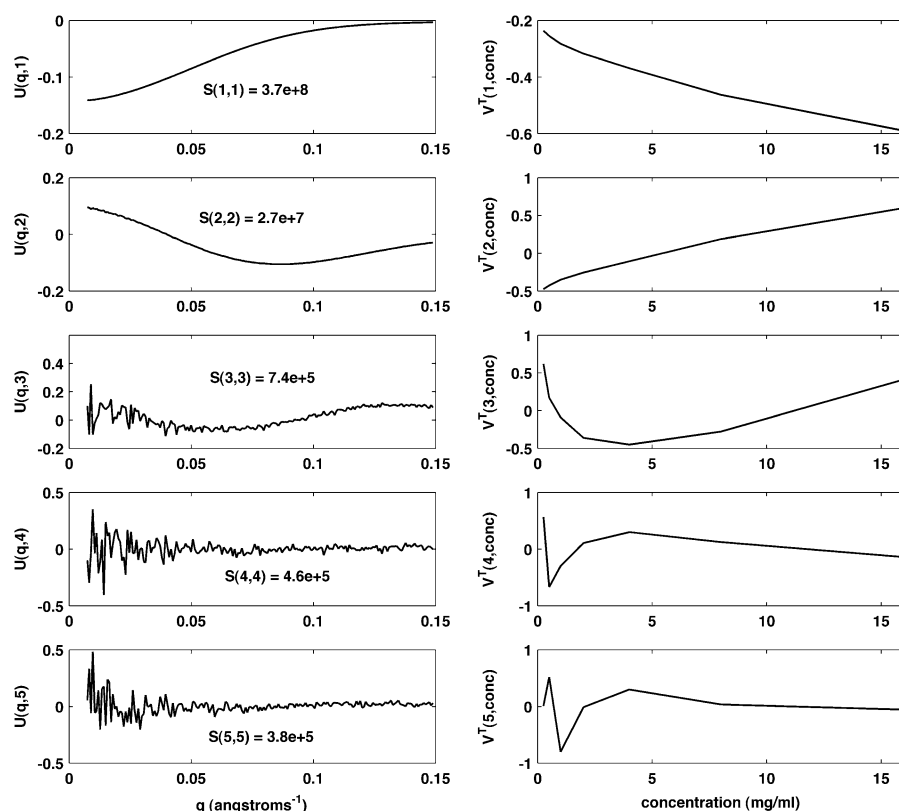 0
-0.1
-0.2
U(q,1)
S(1,1) = 3.7e+8
0 0.05 0.1 0.15
-0.2
-0.4
-0.6
V^T(1,conc)
0 5 10 15
0.2
0
-0.2
U(q,2)
S(2,2) = 2.7e+7
0 0.05 0.1 0.15
1
0.5
0
-0.5
V^T(2,conc)
0 5 10 15
0.4
0.2
0
-0.2
U(q,3)
S(3,3) = 7.4e+5
0 0.05 0.1 0.15
1
0.5
0
-0.5
V^T(3,conc)
0 5 10 15
0.5
0
-0.5
U(q,4)
S(4,4) = 4.6e+5
0 0.05 0.1 0.15
1
0
-1
V^T(4,conc)
0 5 10 15
0.5
0
-0.5
U(q,5)
S(5,5) = 3.8e+5
0 0.05 0.1 0.15
q (angstroms^-1)
1
0
-1
V^T(5,conc)
0 5 10 15
concentration (mg/ml)